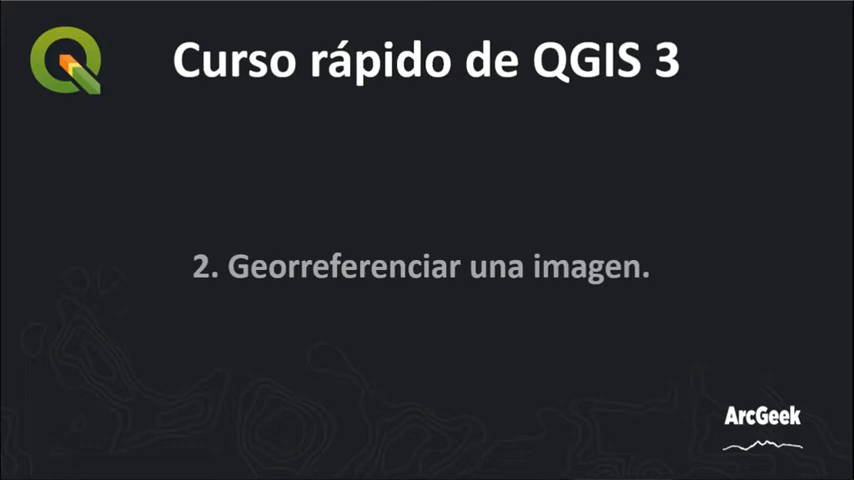 Curso rápido de QGIS 3
2. Georreferenciar una imagen.
ArcGeek